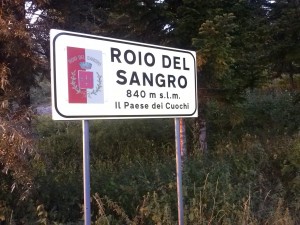 ROIO DEL
SANGRO
840 m s.l.m.
Il Paese dei Cuochi